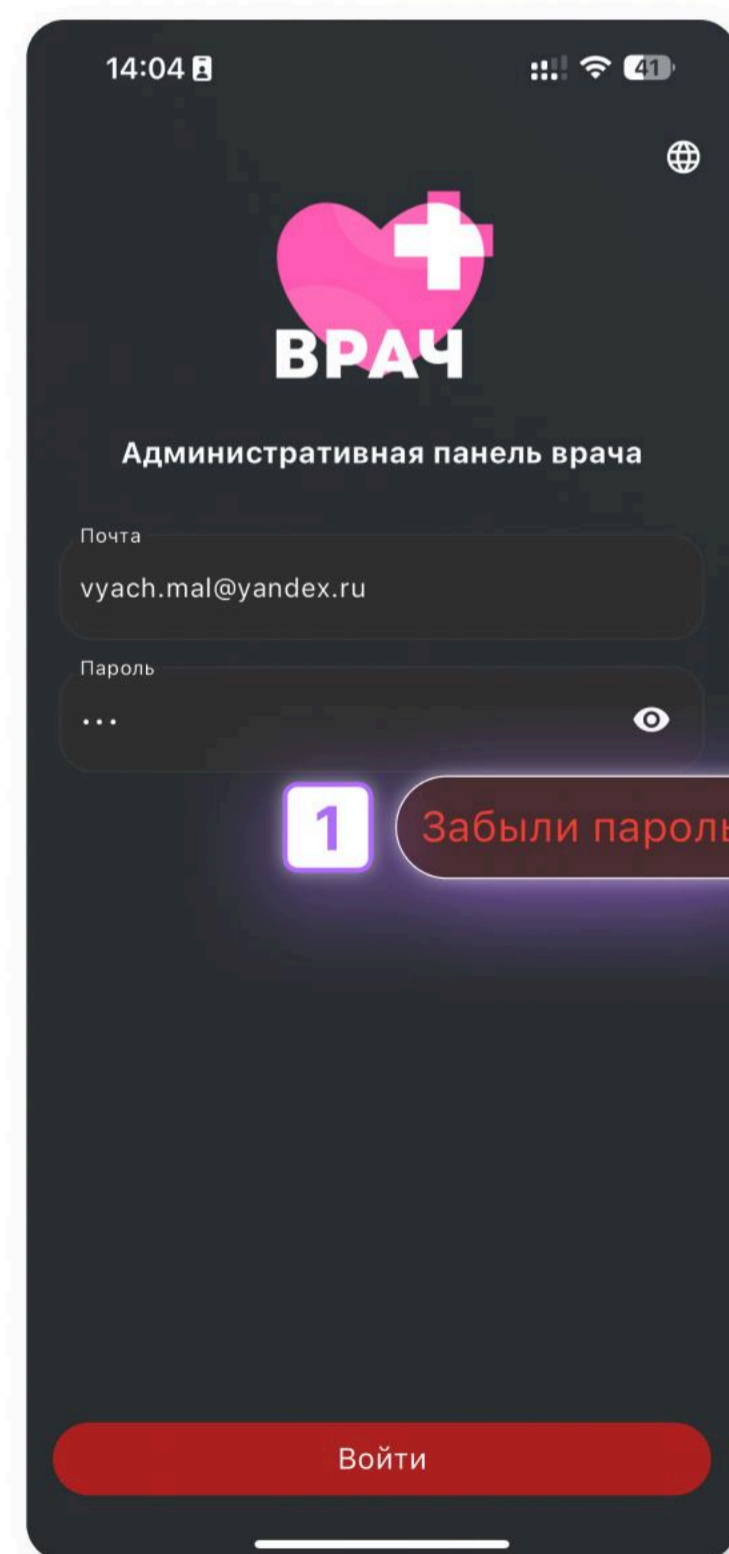 14:04
41
ВРАЧ
Административная панель врача
Почта
vyach.mal@yandex.ru
Пароль
...
1
Забыли пароль
Войти